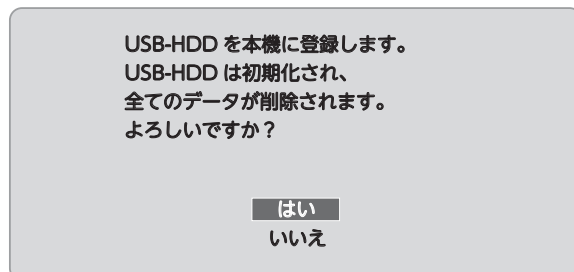 USB-HDD を本機に登録します。
USB-HDD は初期化され、
全てのデータが削除されます。
よろしいですか？
はい
いいえ